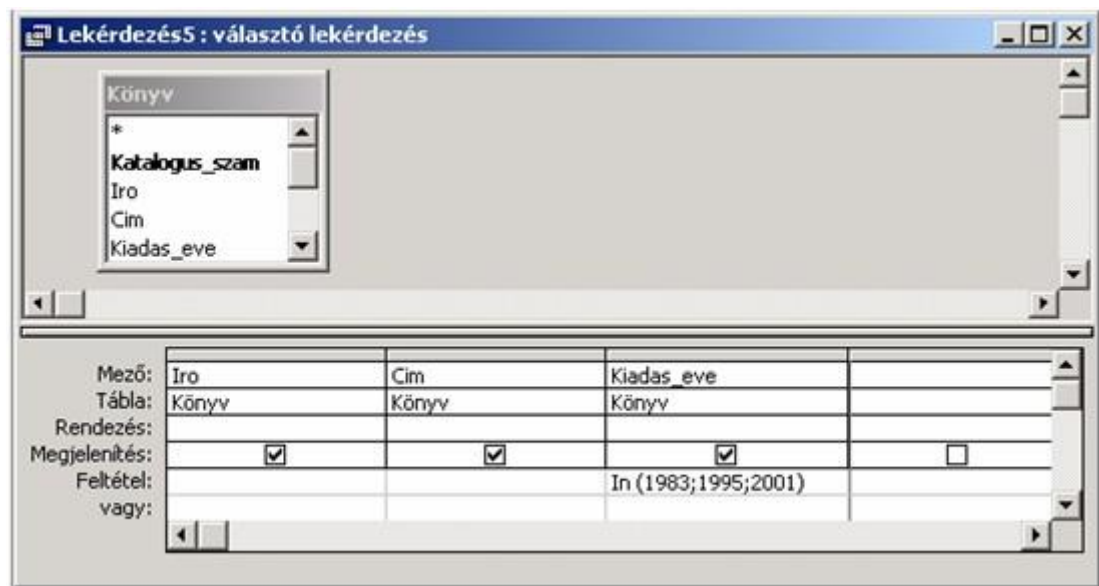 Lekérdezés5 : választó lekérdezés
Könyv
*
Katalogus_szam
Iro
Cim
Kiadas_eve
Mező: Iro Cim Kiadas_eve
Tábla: Könyv Könyv Könyv
Rendezés:
Megjelenítés:
Feltétel: In (1983;1995;2001)
vagy: